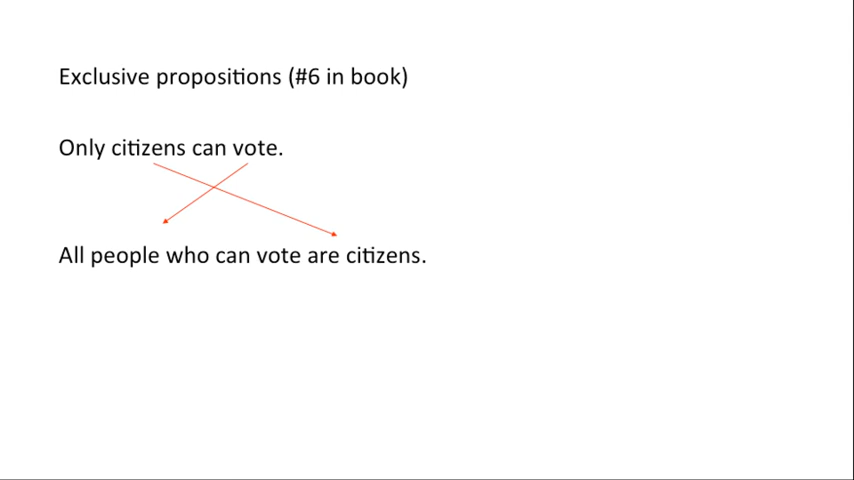 Exclusive propositions (#6 in book)
Only citizens can vote.
All people who can vote are citizens.